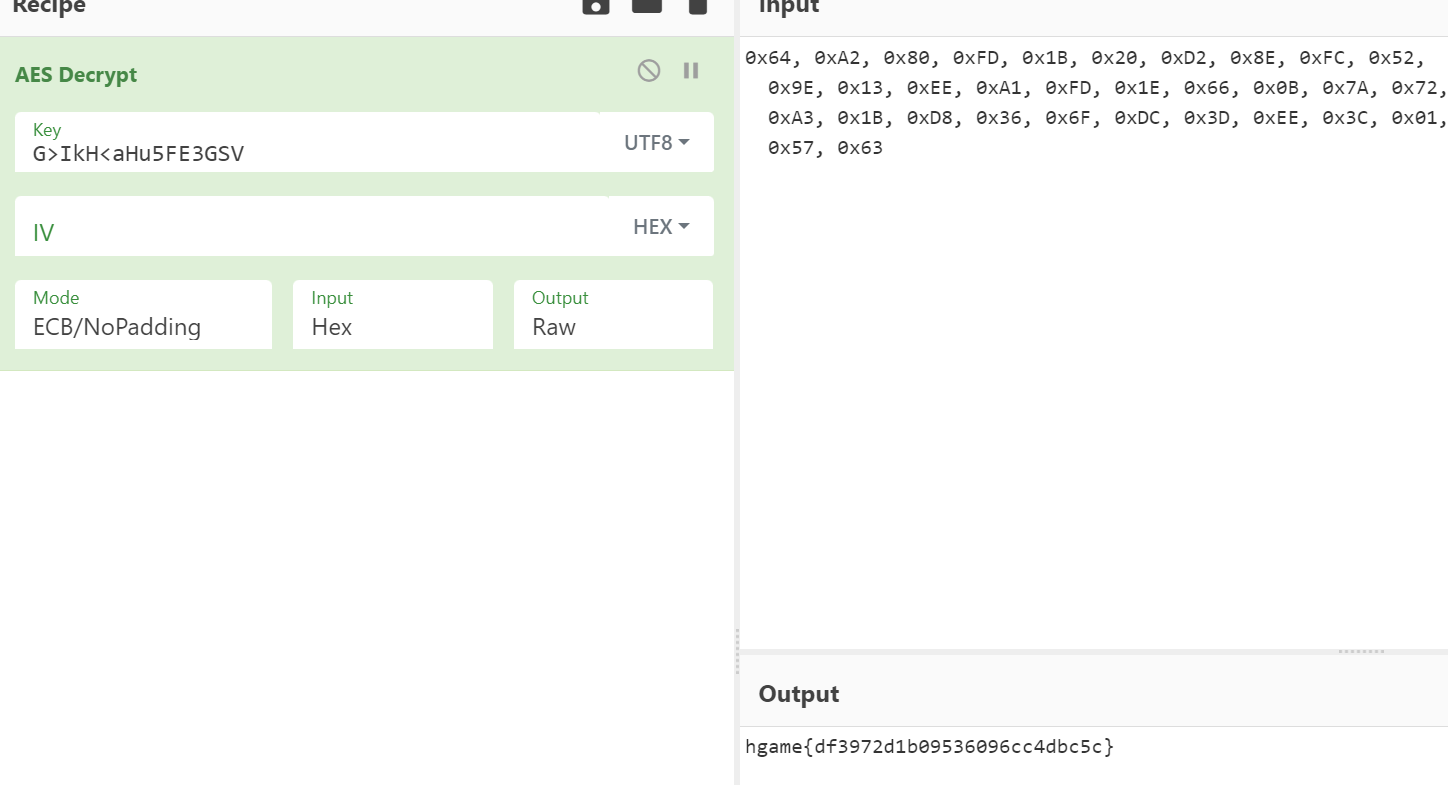 Recipe
AES Decrypt
Key
G>IkH<aHu5FE3GSV
UTF8
IV
HEX
Mode
ECB/NoPadding
Input
Hex
Output
Raw
Input
0x64, 0xA2, 0x80, 0xFD, 0x1B, 0x20, 0xD2, 0x8E, 0xFC, 0x52,
0x9E, 0x13, 0xEE, 0xA1, 0xFD, 0x1E, 0x66, 0x0B, 0x7A, 0x72,
0xA3, 0x1B, 0xD8, 0x36, 0x6F, 0xDC, 0x3D, 0xEE, 0x3C, 0x01,
0x57, 0x63
Output
hgame{df3972d1b09536096cc4dbc5c}